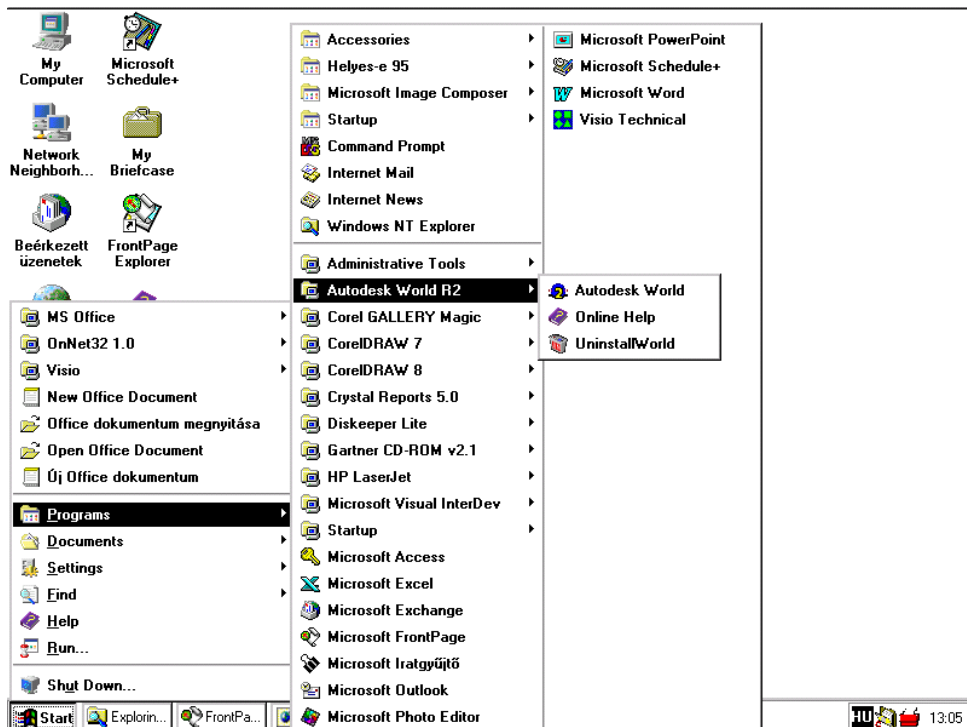 My Computer
Microsoft Schedule+
Network Neighborh...
My Briefcase
Beérkezett üzenetek
FrontPage Explorer
MS Office
OnNet32 1.0
Visio
New Office Document
Office dokumentum megnyitása
Open Office Document
Új Office dokumentum
Programs
Documents
Settings
Find
Help
Run...
Shut Down...
Accessories
Helyes-e 95
Microsoft Image Composer
Startup
Command Prompt
Internet Mail
Internet News
Windows NT Explorer
Administrative Tools
Autodesk World R2
Corel GALLERY Magic
CorelDRAW 7
CorelDRAW 8
Crystal Reports 5.0
Diskeeper Lite
Gartner CD-ROM v2.1
HP LaserJet
Microsoft Visual InterDev
Startup
Microsoft Access
Microsoft Excel
Microsoft Exchange
Microsoft FrontPage
Microsoft Iratgyűjtő
Microsoft Outlook
Microsoft Photo Editor
Microsoft PowerPoint
Microsoft Schedule+
Microsoft Word
Visio Technical
Autodesk World
Online Help
UninstallWorld
Start
Explorin...
FrontPa...
HU
13:05